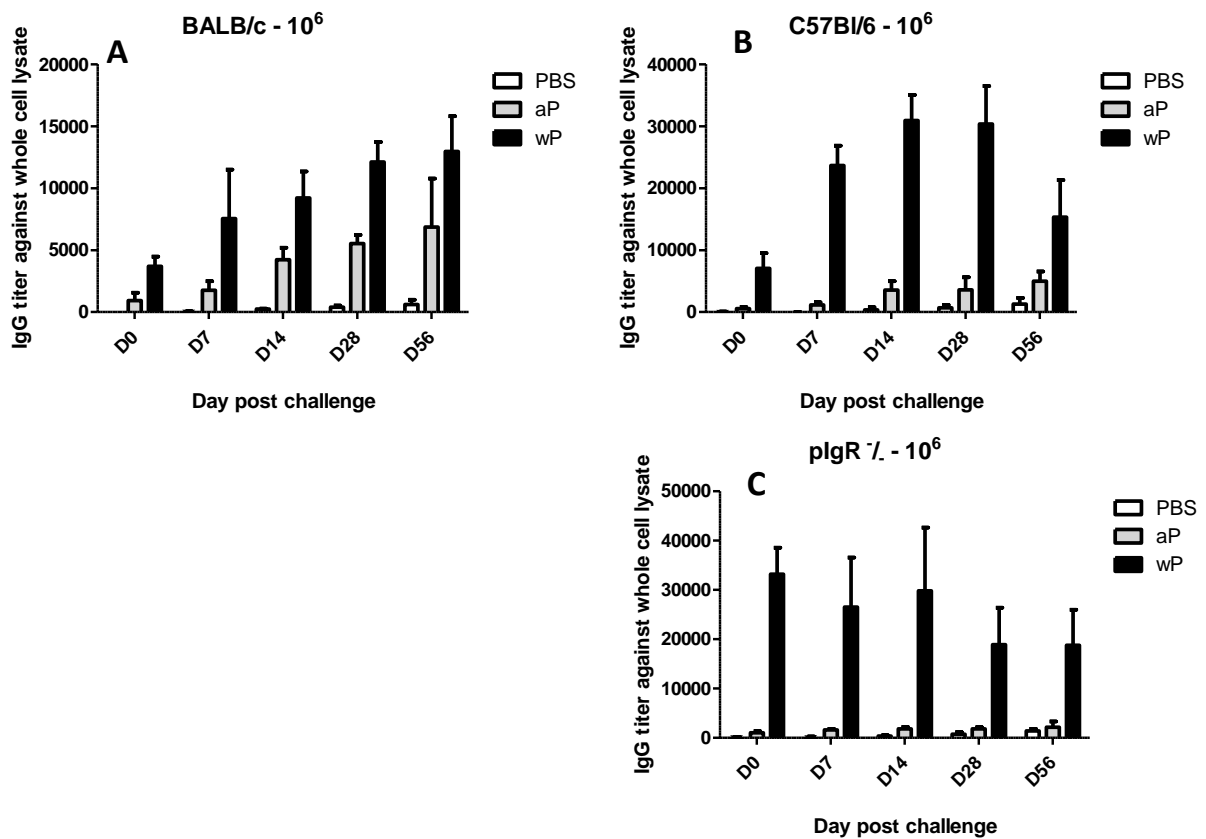 BALB/c - 10⁶
A
IgG titer against whole cell lysate
20000
15000
10000
5000
0
D0 D7 D14 D28 D56
Day post challenge
PBS
aP
wP
C57Bl/6 - 10⁶
B
IgG titer against whole cell lysate
40000
30000
20000
10000
0
D0 D7 D14 D28 D56
Day post challenge
PBS
aP
wP
pIgR -/- - 10⁶
C
IgG titer against whole cell lysate
50000
40000
30000
20000
10000
0
D0 D7 D14 D28 D56
Day post challenge
PBS
aP
wP